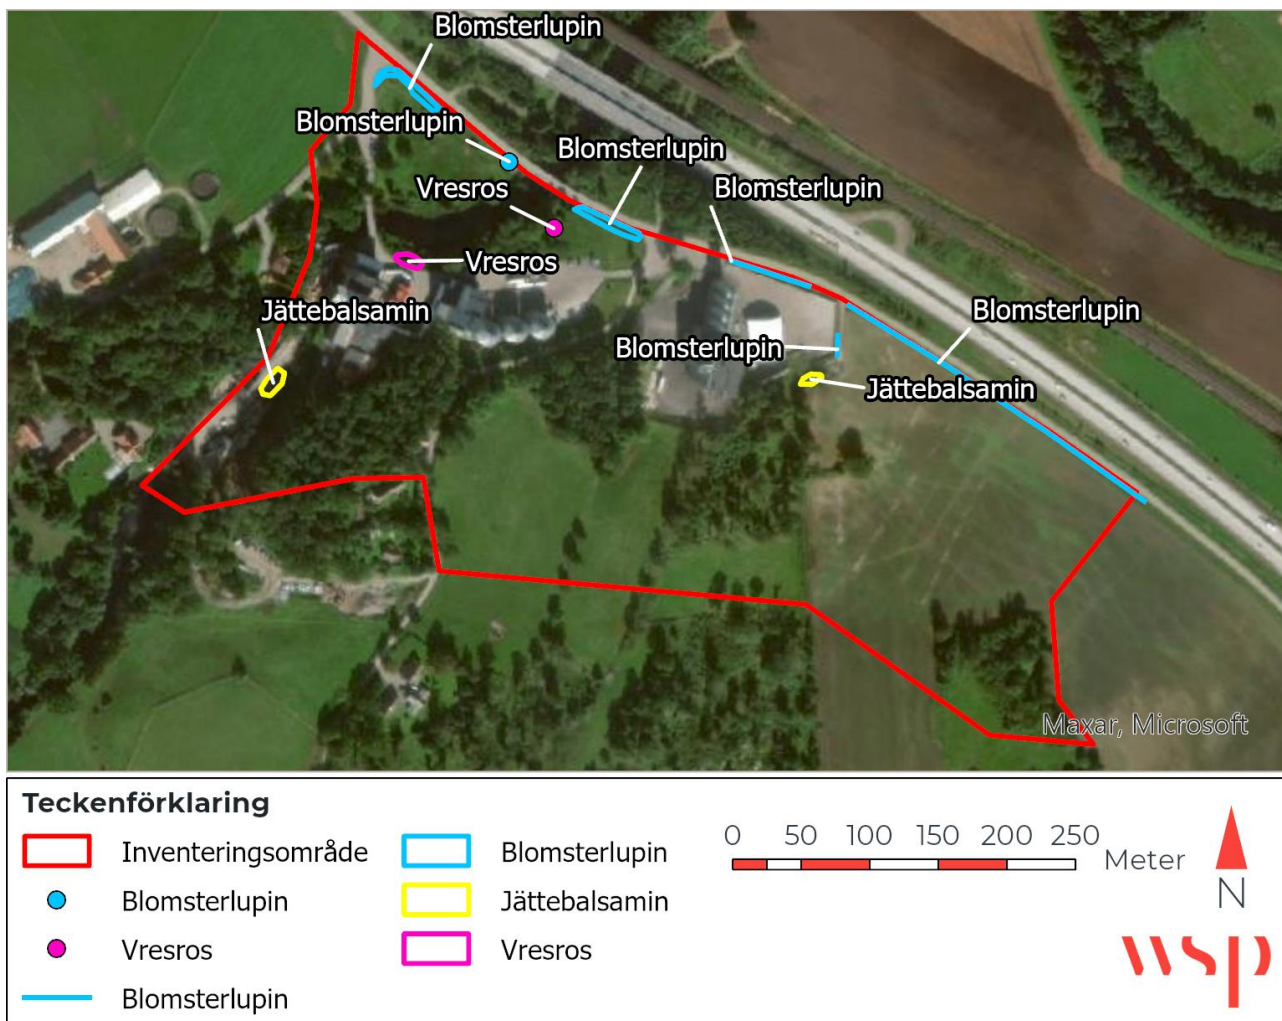 Blomsterlupin
Blomsterlupin
Blomsterlupin
Vresros
Blomsterlupin
Vresros
Jättebalsamin
Blomsterlupin
Blomsterlupin
Jättebalsamin
Maxar, Microsoft
Teckenförklaring
Inventeringsområde
Blomsterlupin
Vresros
Blomsterlupin
Blomsterlupin
Jättebalsamin
Vresros
0 50 100 150 200 250
Meter
N
wsp